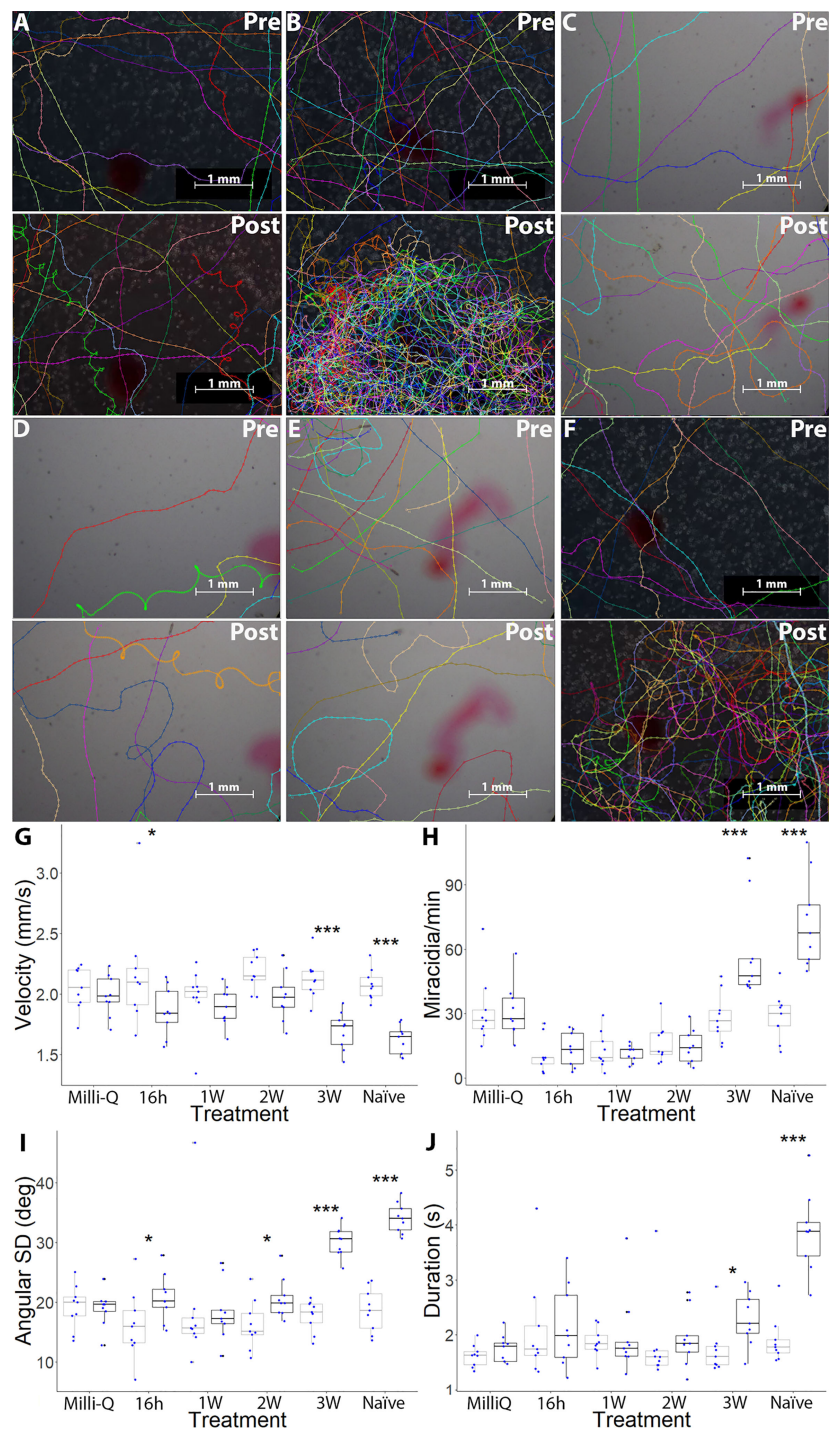 A Pre B Pre C Pre
1 mm 1 mm 1 mm
Post Post Post
1 mm 1 mm 1 mm
D Pre E Pre F Pre
1 mm 1 mm 1 mm
Post Post Post
1 mm 1 mm 1 mm
G
Velocity (mm/s)
3.0
2.5
2.0
1.5
* *** ***
Milli-Q 16h 1W 2W 3W Naïve
Treatment
H
Miracidia/min
90
60
30
0
*** ***
Milli-Q 16h 1W 2W 3W Naïve
Treatment
I
Angular SD (deg)
40
30
20
10
* * *** ***
Milli-Q 16h 1W 2W 3W Naïve
Treatment
J
Duration (s)
5
4
3
2
1
* ***
MilliQ 16h 1W 2W 3W Naïve
Treatment